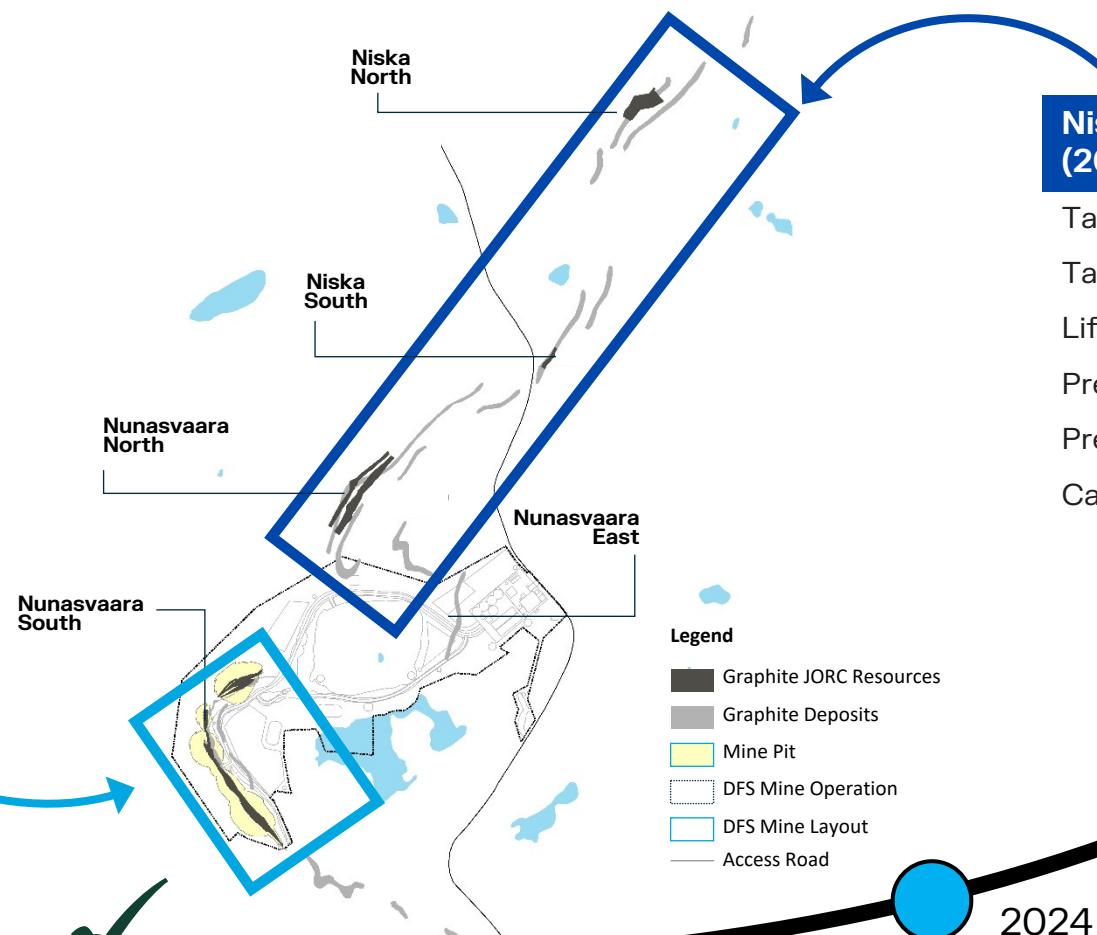 Niska
North
Niska
South
Nunasvaara
North
Nunasvaara
East
Nunasvaara
South
Legend
Graphite JORC Resources
Graphite Deposits
Mine Pit
DFS Mine Operation
DFS Mine Layout
Access Road
2024